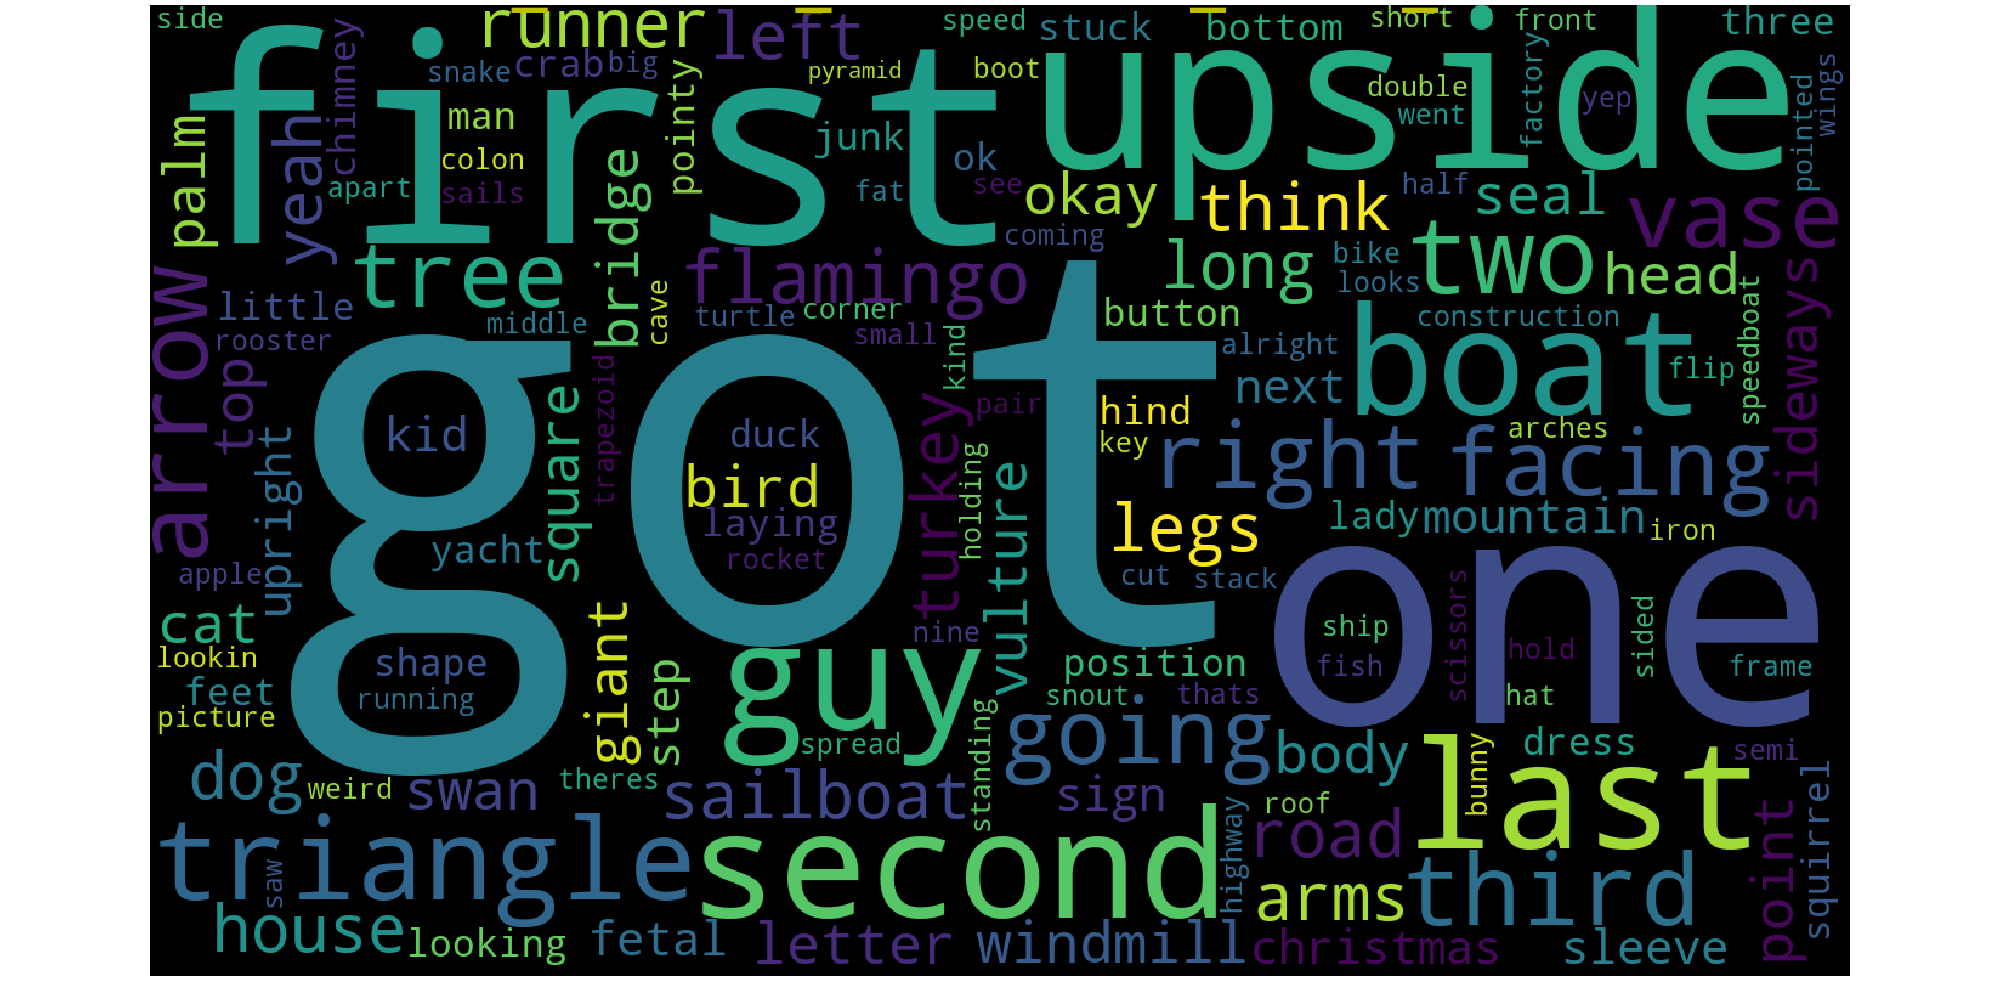 side
runner
left
speed
stuck
bottom
short
front
three
first
upside
snake
crab
big
pyramid
boot
double
factory
yep
pointed
wings
chimney
pointy
man
junk
went
palm
yeah
colon
ok
apart
sails
fat
see
okay
think
half
seal
vase
bridge
coming
tree
flamingo
long
bike
two
head
looks
sideways
arrow
little
cave
turtle
corner
button
construction
speedboat
rooster
middle
small
kind
alright
boat
flip
top
got
trapezoid
square
next
upright
kid
duck
turkey
pair
hind
key
right
facing
arches
bird
holding
vulture
laying
legs
lady
mountain
iron
yacht
rocket
apple
cut
stack
one
cat
giant
nine
ship
scissors
hold
sided
lookin
shape
guy
position
fish
frame
feet
running
step
snout
thats
hat
picture
spread
standing
going
body
last
bunny
dress
semi
dog
weird
swan
theres
sailboat
sign
roof
squirrel
triangle
saw
second
highway
road
third
point
arms
house
looking
fetal
letter
windmill
christmas
sleeve